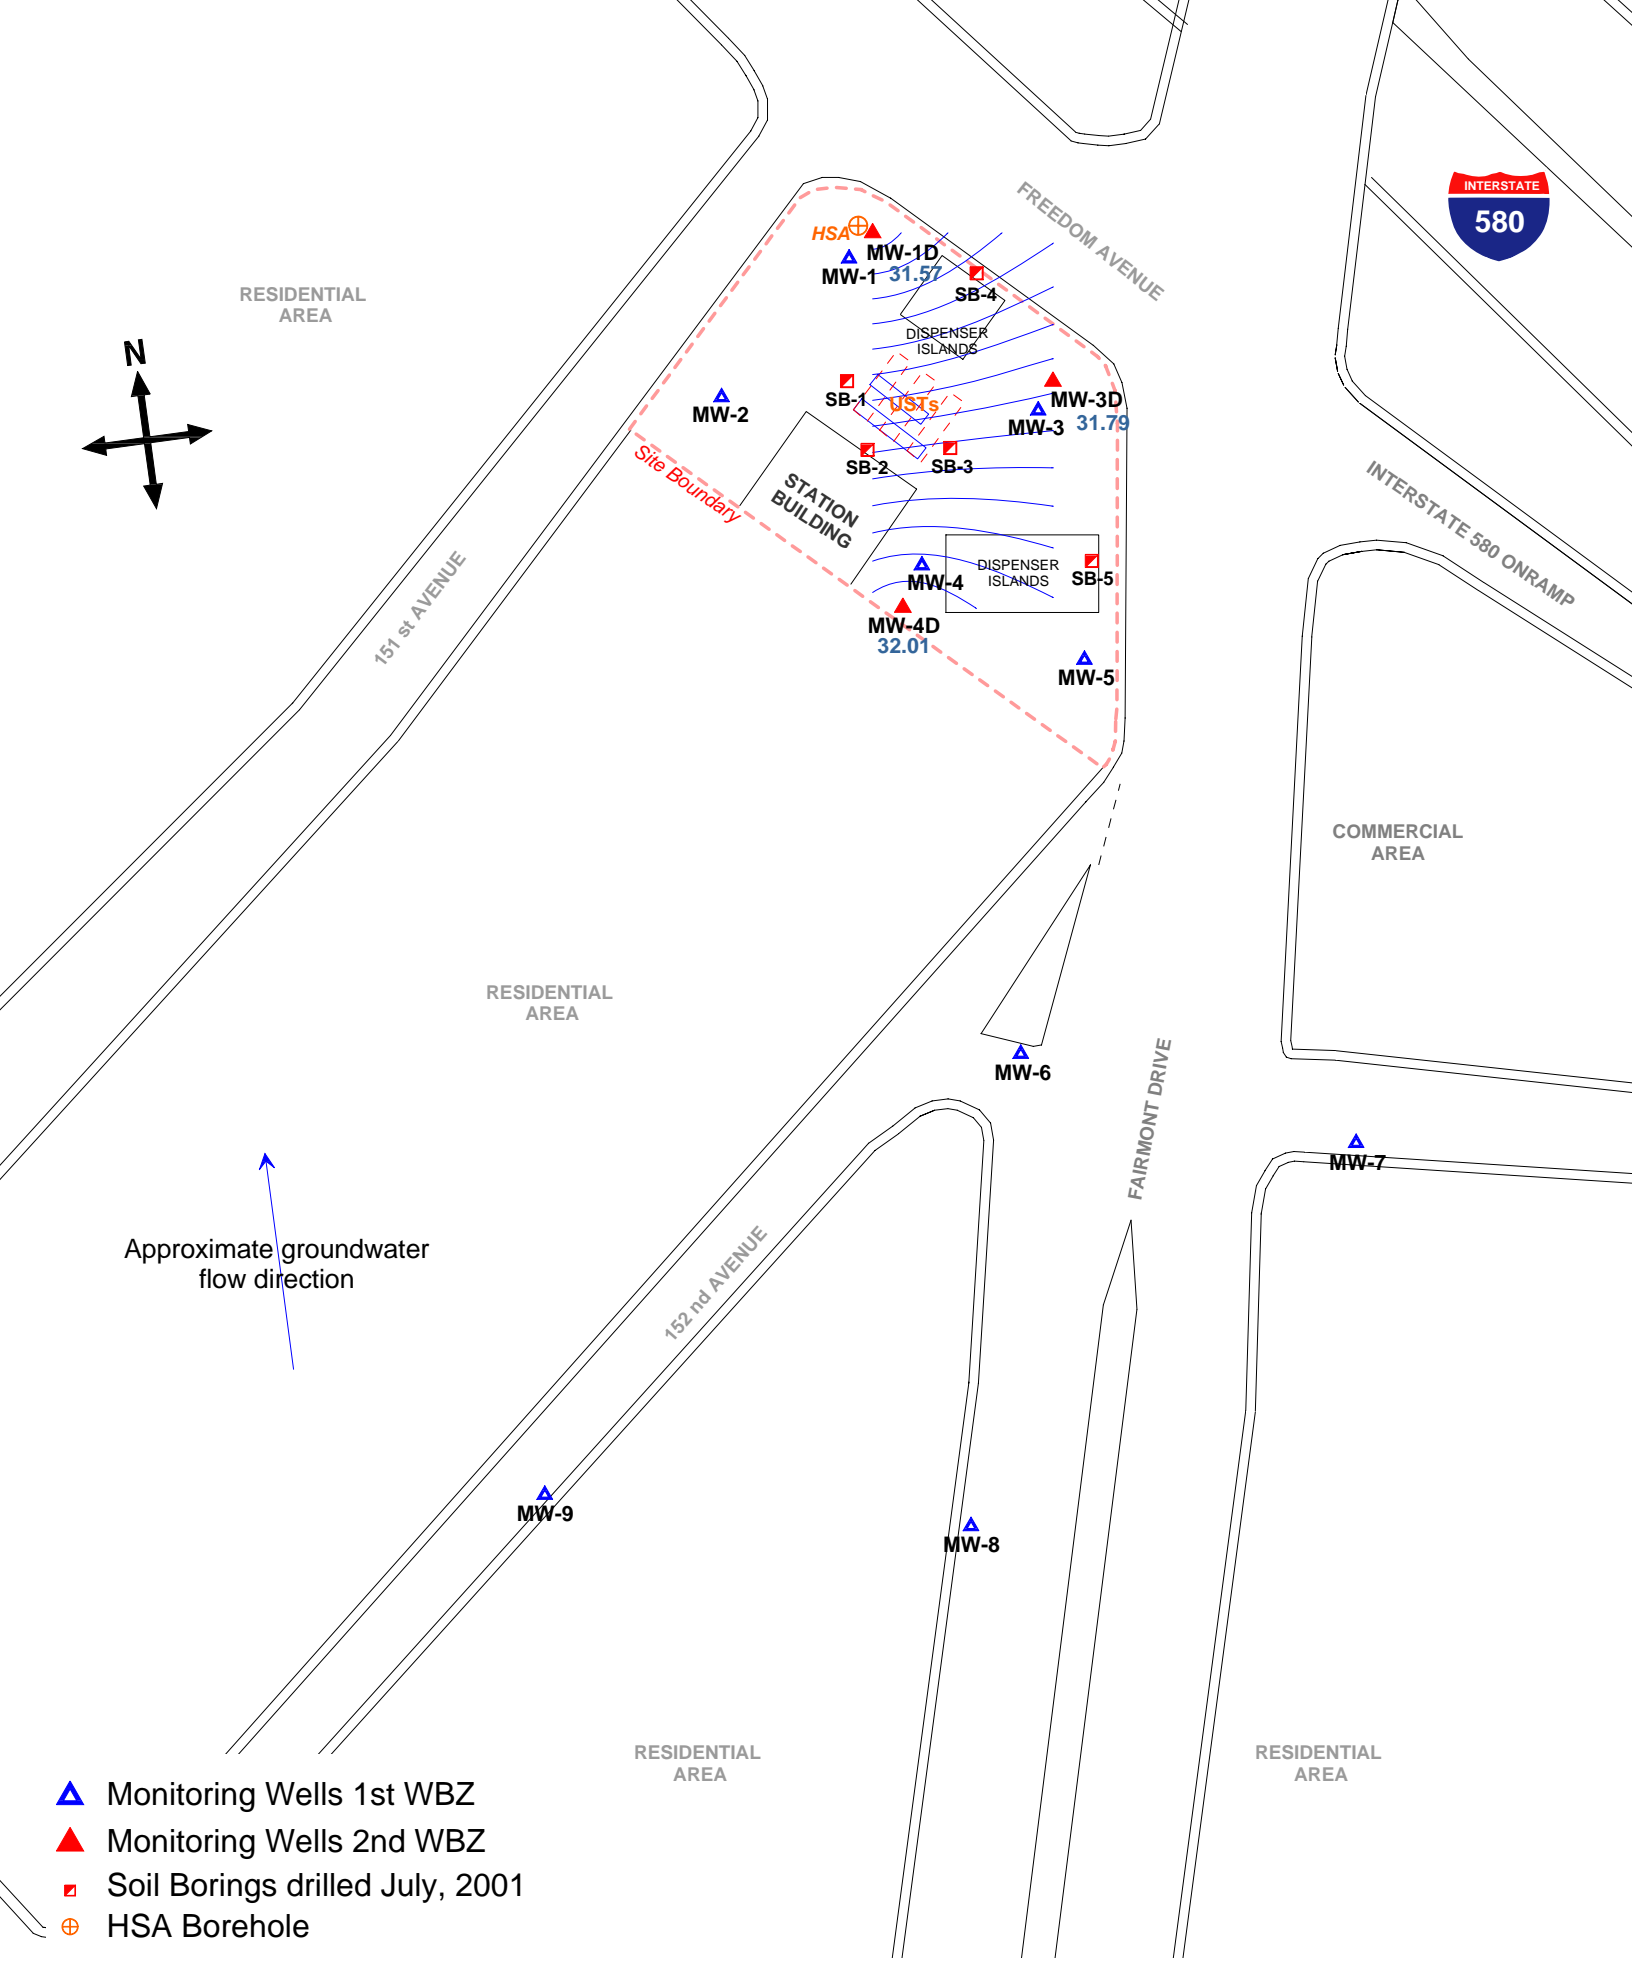 INTERSTATE
580
FREEDOM AVENUE
HSA
MW-1D
31.57
MW-1
SB-4
RESIDENTIAL
AREA
DISPENSER
ISLANDS
N
SB-1
USTs
MW-3D
31.79
MW-3
MW-2
SB-2
SB-3
Site Boundary
STATION
BUILDING
INTERSTATE 580 ONRAMP
DISPENSER
ISLANDS
SB-5
MW-4
MW-4D
32.01
151 st AVENUE
MW-5
COMMERCIAL
AREA
RESIDENTIAL
AREA
MW-6
FAIRMONT DRIVE
MW-7
Approximate groundwater
flow direction
152 nd AVENUE
MW-9
MW-8
RESIDENTIAL
AREA
RESIDENTIAL
AREA
Monitoring Wells 1st WBZ
Monitoring Wells 2nd WBZ
Soil Borings drilled July, 2001
HSA Borehole